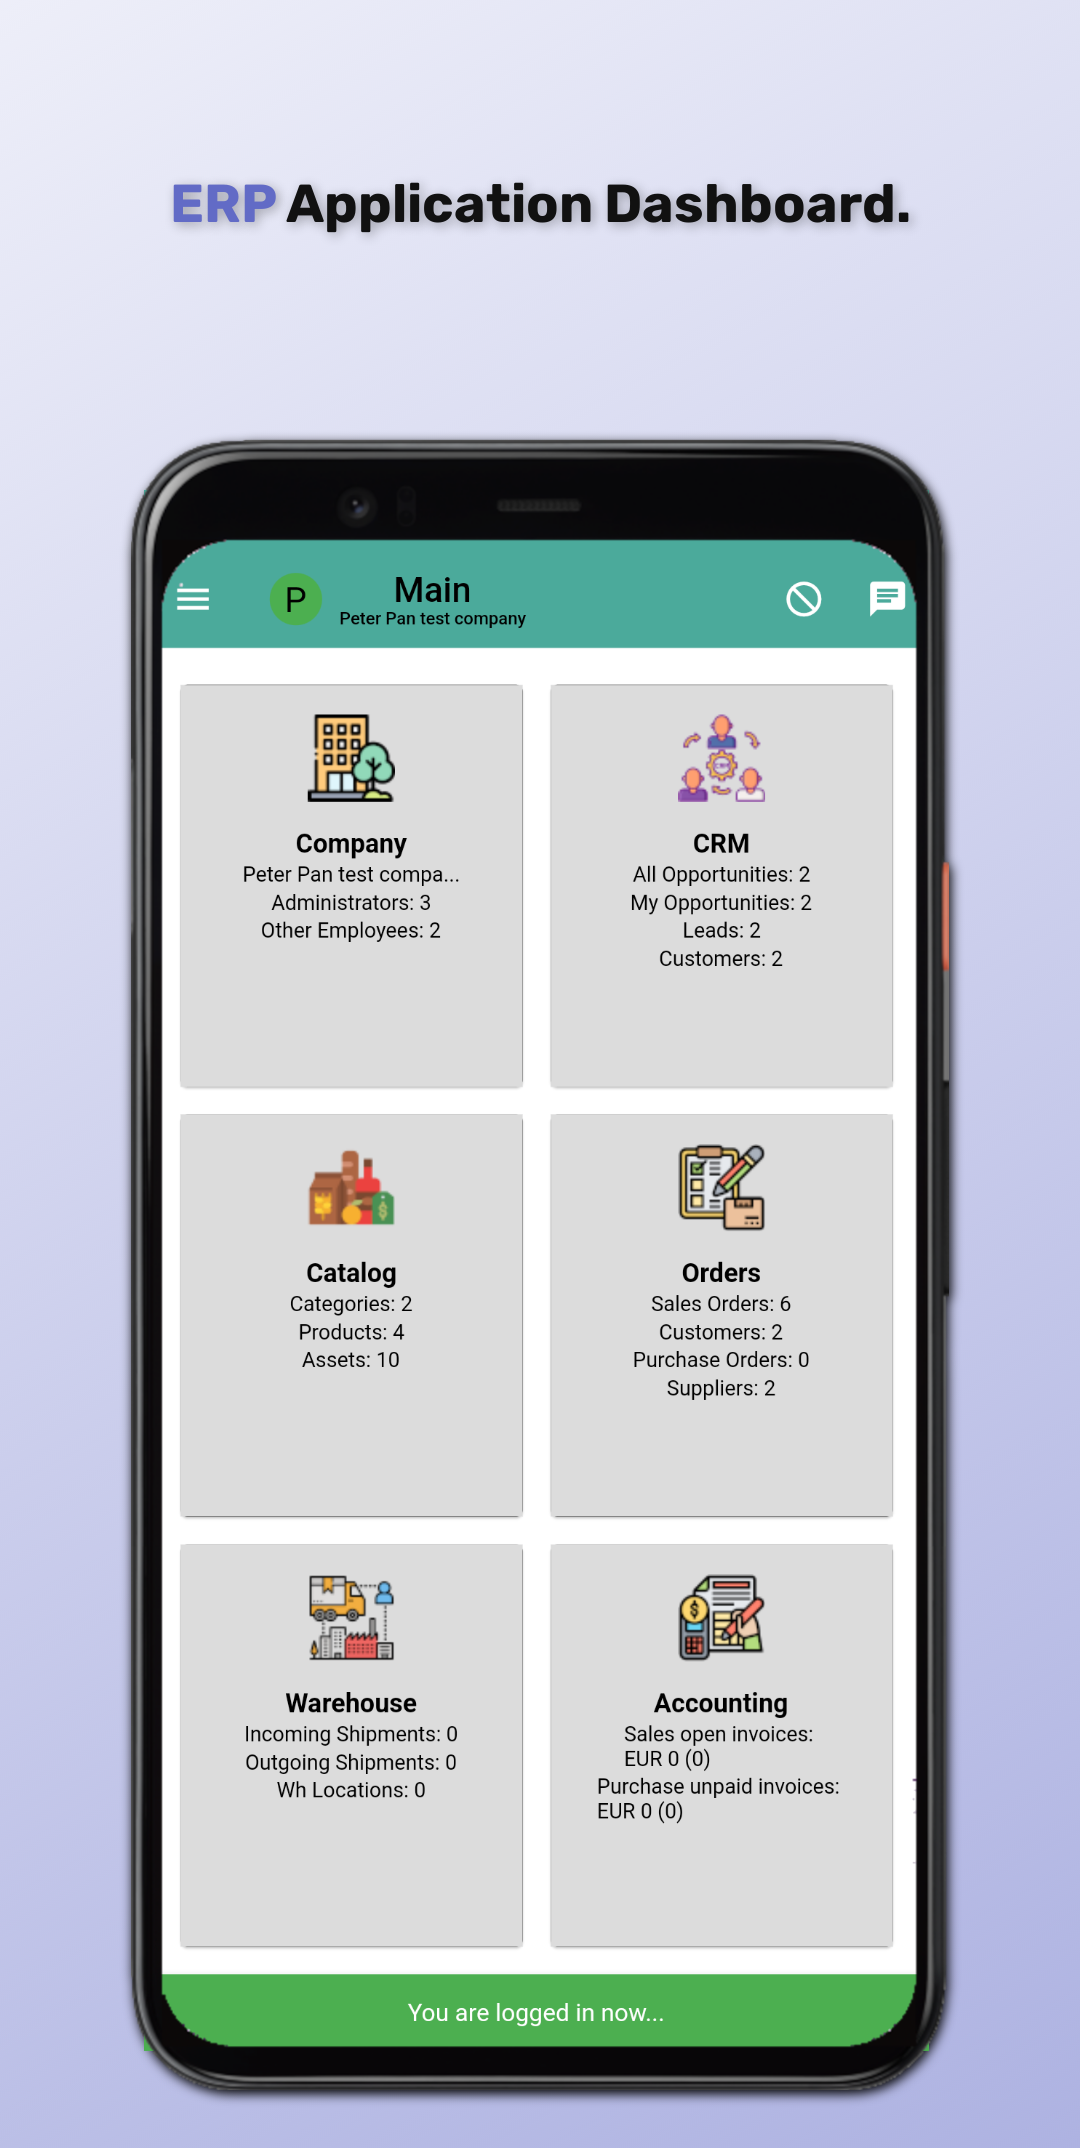 ERP Application Dashboard.
P
Main
Peter Pan test company
Company
Peter Pan test compa...
Administrators: 3
Other Employees: 2
CRM
CRM
All Opportunities: 2
My Opportunities: 2
Leads: 2
Customers: 2
Catalog
Categories: 2
Products: 4
Assets: 10
Orders
Sales Orders: 6
Customers: 2
Purchase Orders: 0
Suppliers: 2
Warehouse
Incoming Shipments: 0
Outgoing Shipments: 0
Wh Locations: 0
Accounting
Sales open invoices:
EUR 0 (0)
Purchase unpaid invoices:
EUR 0 (0)
You are logged in now...